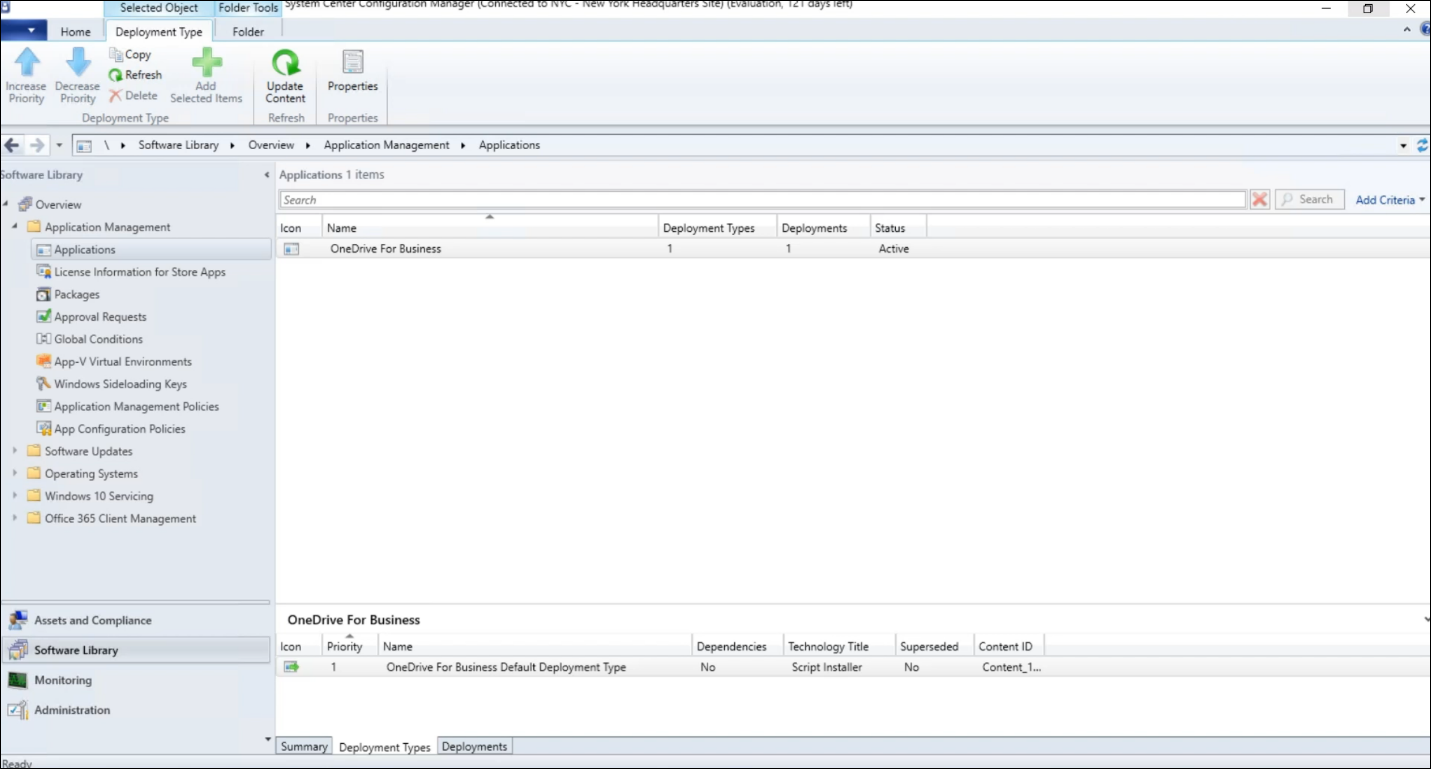 Selected Object Folder Tools System Center Configuration Manager (Connected to NYC - New York Headquarters Site) (Evaluation, 121 days left)
Home Deployment Type Folder
Increase Priority
Decrease Priority
Copy
Refresh
Delete
Add Selected Items
Update Content
Properties
Deployment Type Refresh Properties
\ Software Library Overview Application Management Applications
Software Library
Overview
Application Management
Applications
License Information for Store Apps
Packages
Approval Requests
Global Conditions
App-V Virtual Environments
Windows Sideloading Keys
Application Management Policies
App Configuration Policies
Software Updates
Operating Systems
Windows 10 Servicing
Office 365 Client Management
Assets and Compliance
Software Library
Monitoring
Administration
Applications 1 items
Search Search Add Criteria
Icon Name Deployment Types Deployments Status
OneDrive For Business 1 1 Active
OneDrive For Business
Icon Priority Name Dependencies Technology Title Superseded Content ID
1 OneDrive For Business Default Deployment Type No Script Installer No Content_1...
Summary Deployment Types Deployments
Ready